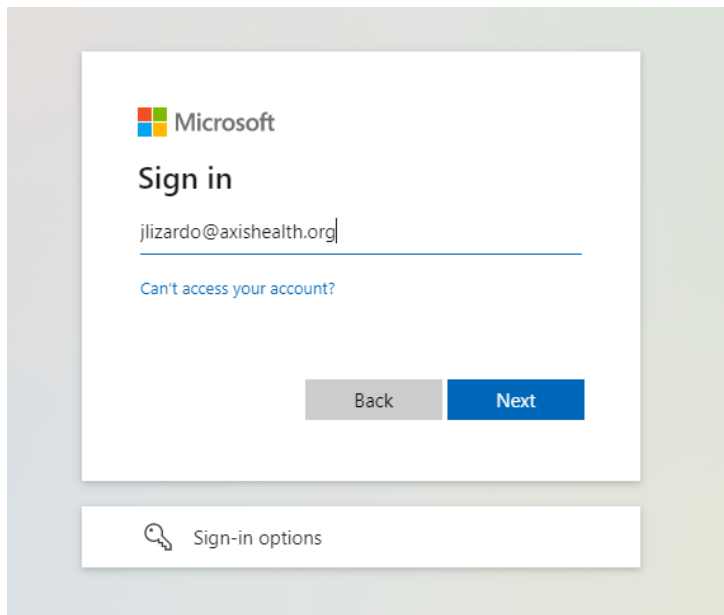 Microsoft
Sign in
jlizardo@axishealth.org
Can't access your account?
Back Next
Sign-in options